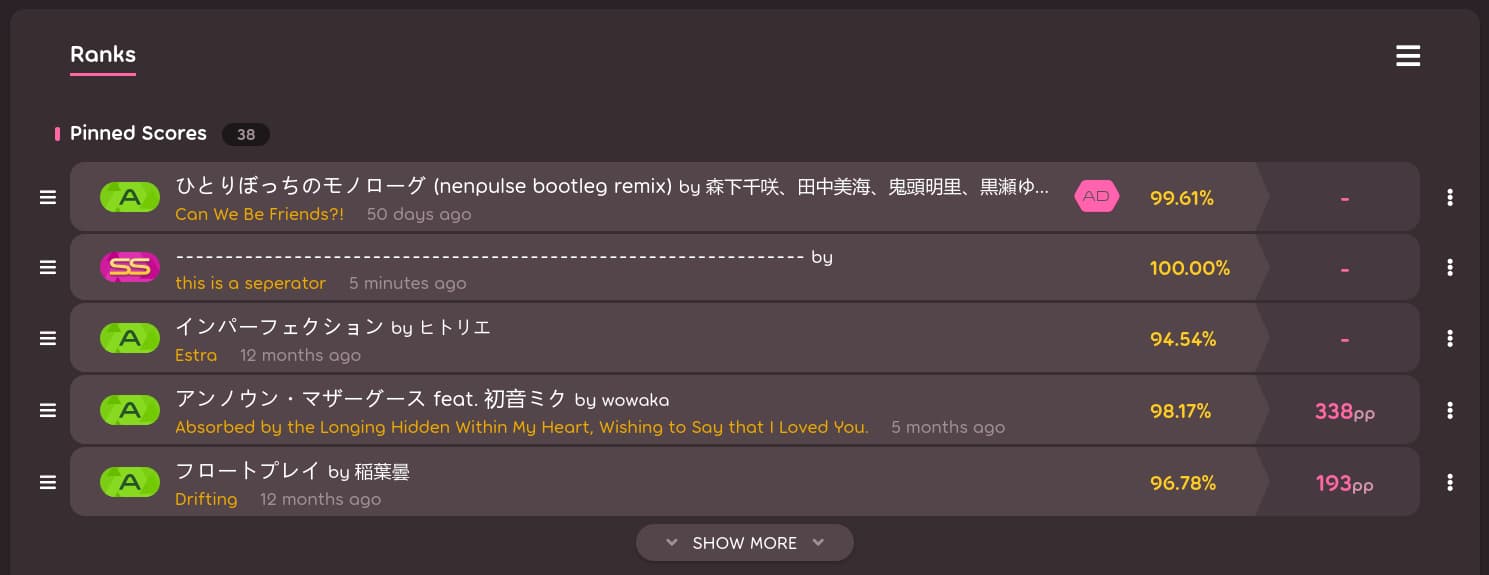 Ranks
Pinned Scores 38
A ひとりぼっちのモノローグ (nenpulse bootleg remix) by 森下千咲、田中美海、鬼頭明里、黒瀬ゆ... AD 99.61% -
Can We Be Friends?! 50 days ago
SS ---------------------------------------------------------------- by 100.00% -
this is a seperator 5 minutes ago
A インパーフェクション by ヒトリエ 94.54% -
Estra 12 months ago
A アンノウン・マザーグース feat. 初音ミク by wowaka 98.17% 338pp
Absorbed by the Longing Hidden Within My Heart, Wishing to Say that I Loved You. 5 months ago
A フロートプレイ by 稲葉曇 96.78% 193pp
Drifting 12 months ago
SHOW MORE